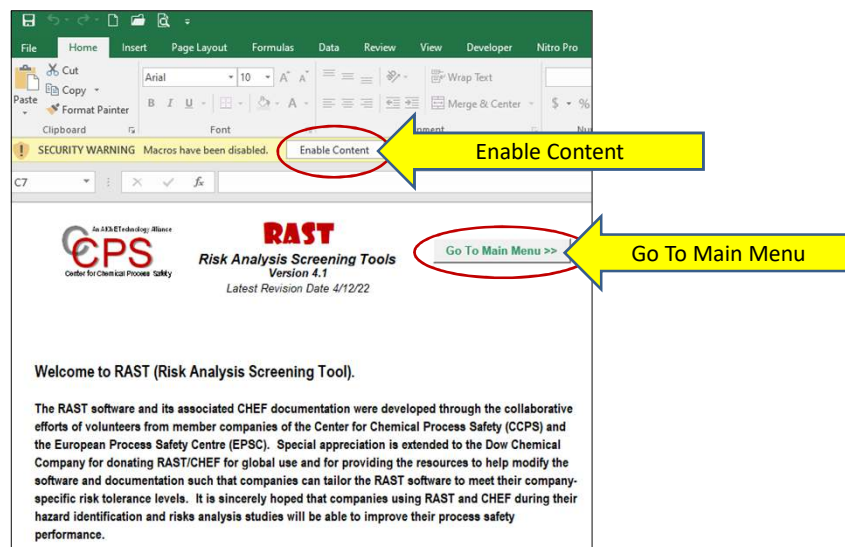 File Home Insert Page Layout Formulas Data Review View Developer Nitro Pro
Cut
Arial 10 A A Wrap Text
Copy
Paste B I U A Merge & Center $ %
Format Painter
Clipboard Font
SECURITY WARNING Macros have been disabled. Enable Content
Enable Content
C7 fx
An AIChE Technology Alliance
CCPS
Center for Chemical Process Safety
RAST
Risk Analysis Screening Tools
Version 4.1
Latest Revision Date 4/12/22
Go To Main Menu >>
Go To Main Menu
Welcome to RAST (Risk Analysis Screening Tool).
The RAST software and its associated CHEF documentation were developed through the collaborative
efforts of volunteers from member companies of the Center for Chemical Process Safety (CCPS) and
the European Process Safety Centre (EPSC). Special appreciation is extended to the Dow Chemical
Company for donating RAST/CHEF for global use and for providing the resources to help modify the
software and documentation such that companies can tailor the RAST software to meet their company-
specific risk tolerance levels. It is sincerely hoped that companies using RAST and CHEF during their
hazard identification and risks analysis studies will be able to improve their process safety
performance.